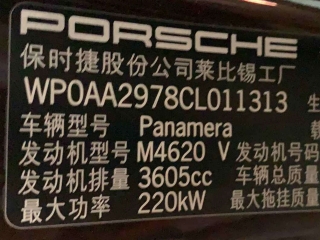 PORSCHE
保时捷股份公司莱比锡工厂
WP0AA2978CL011313 生
车辆型号 Panamera 载
发动机型号 M4620 V 发动机号码
发动机排量 3605cc 车辆总质量
最大功率 220kW 最大拖挂质量